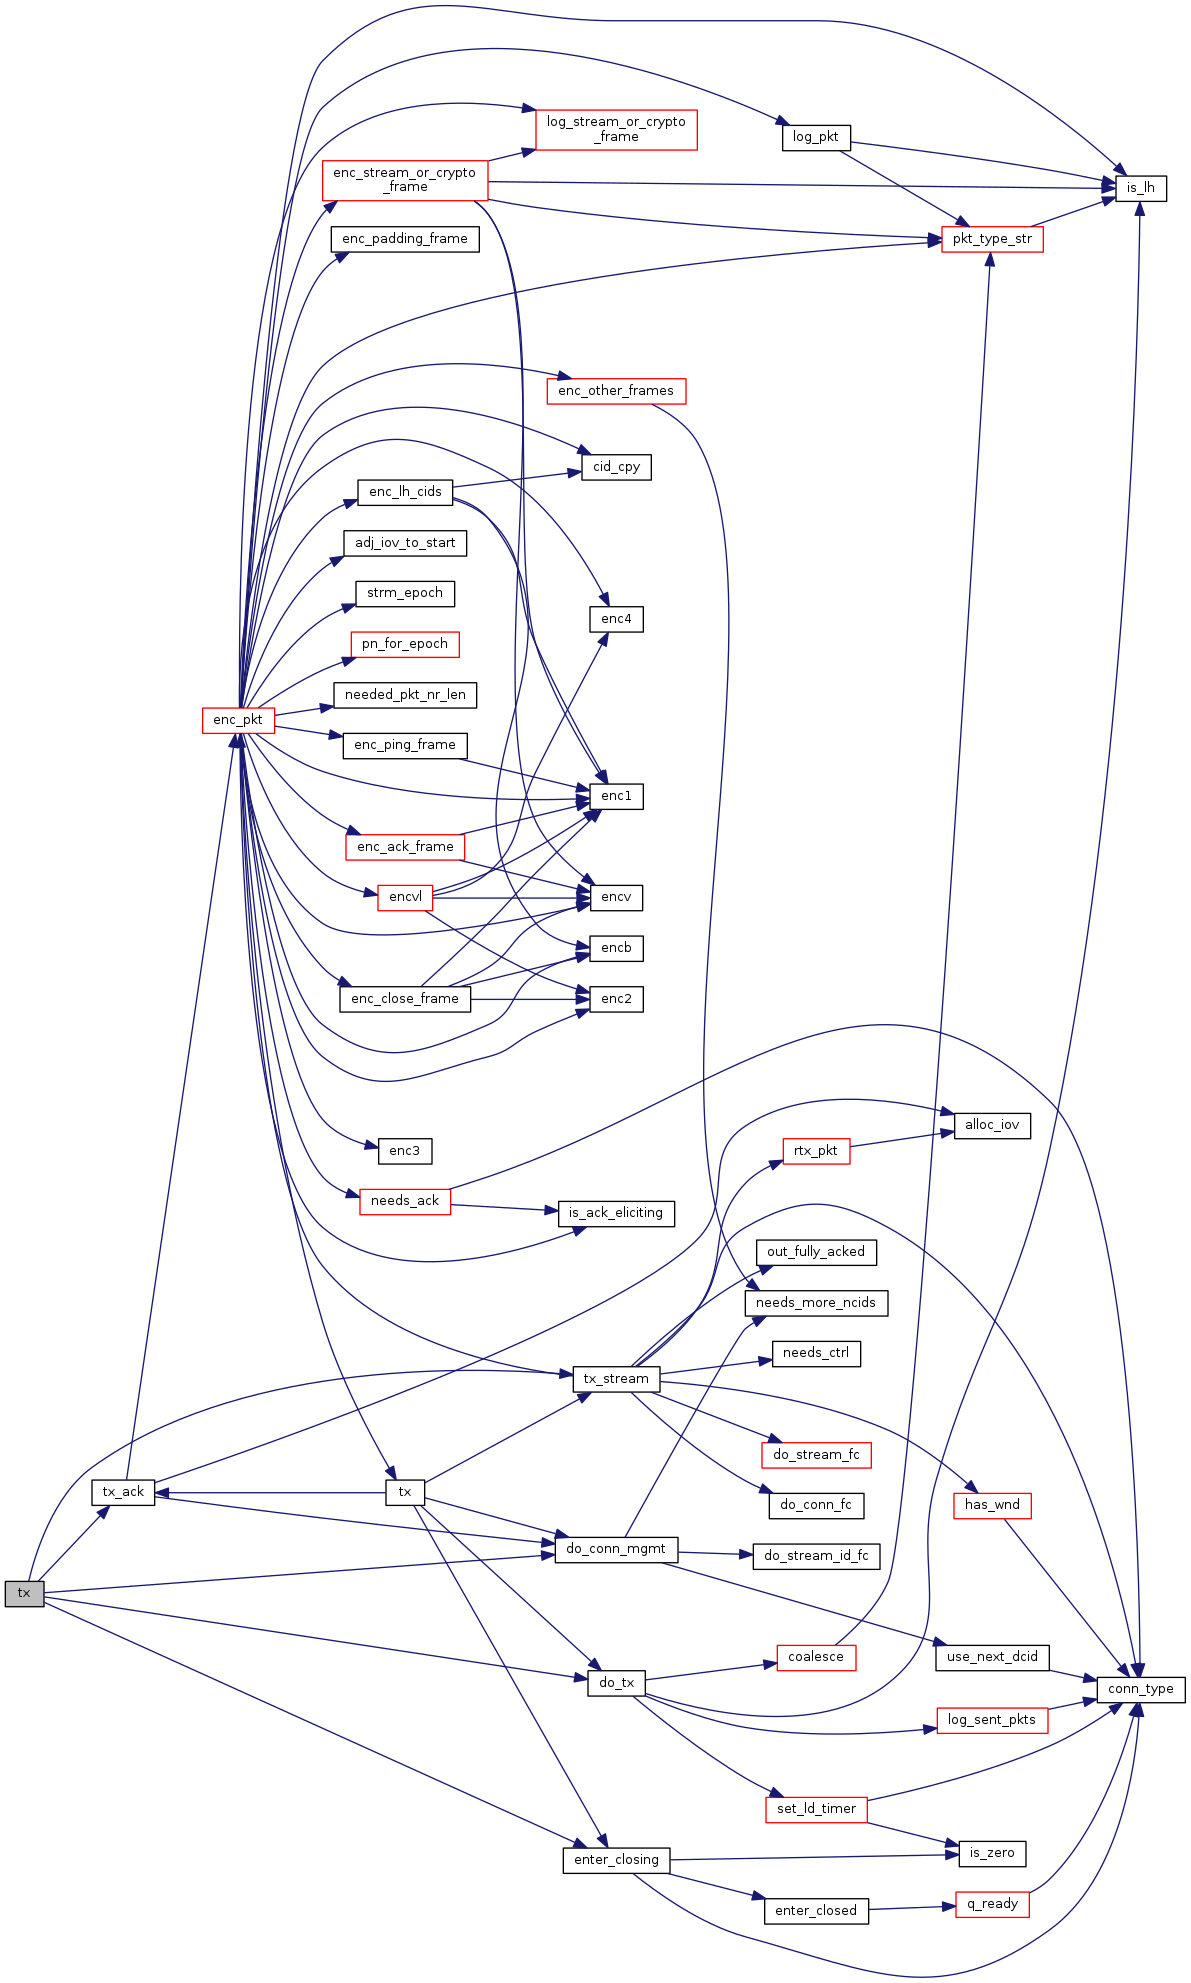 is_lh
log_stream_or_crypto
_frame
log_pkt
enc_stream_or_crypto
_frame
enc_padding_frame
pkt_type_str
enc_other_frames
cid_cpy
enc_lh_cids
adj_iov_to_start
strm_epoch
enc4
pn_for_epoch
needed_pkt_nr_len
enc_pkt
enc_ping_frame
enc1
enc_ack_frame
encvl
encv
encb
enc_close_frame
enc2
alloc_iov
enc3
rtx_pkt
needs_ack
is_ack_eliciting
out_fully_acked
needs_more_ncids
needs_ctrl
tx_stream
do_stream_fc
tx_ack
tx
do_conn_fc
has_wnd
do_conn_mgmt
do_stream_id_fc
tx
coalesce
use_next_dcid
do_tx
conn_type
log_sent_pkts
set_ld_timer
is_zero
enter_closing
enter_closed
q_ready